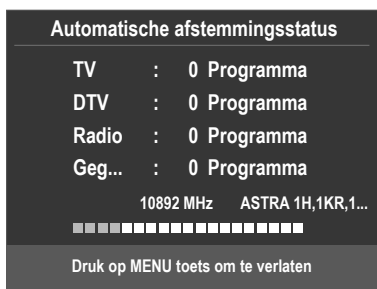 Automatische afstemmingsstatus
TV : 0 Programma
DTV : 0 Programma
Radio : 0 Programma
Geg... : 0 Programma
10892 MHz ASTRA 1H,1KR,1...
Druk op MENU toets om te verlaten